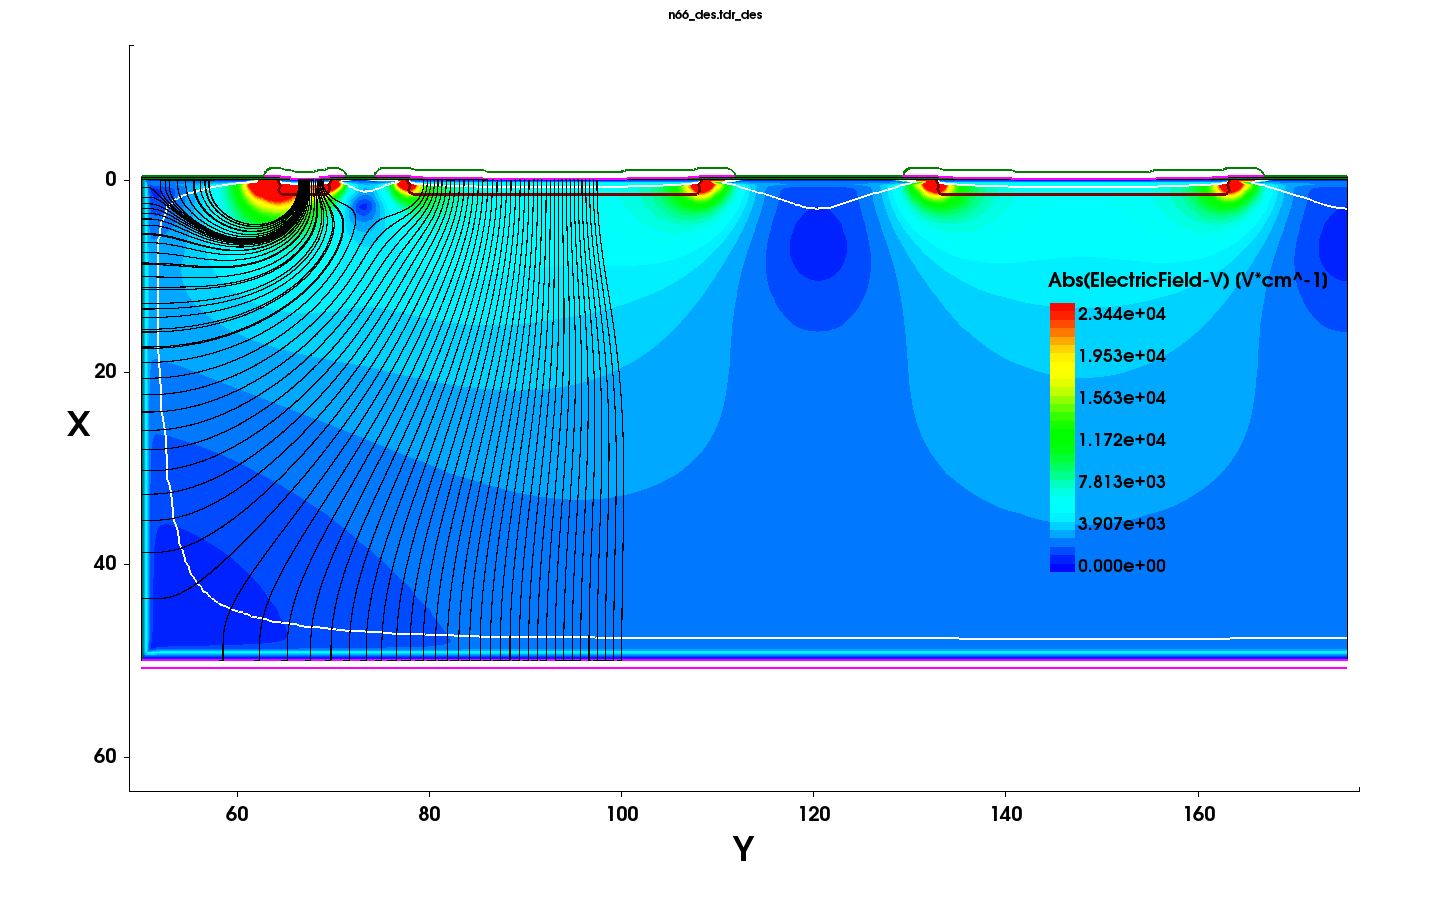 n66_des.tdr_des
0
20
40
60
X
Abs(ElectricField-V) (V*cm^-1)
2.344e+04
1.953e+04
1.563e+04
1.172e+04
7.813e+03
3.907e+03
0.000e+00
60 80 100 120 140 160
Y